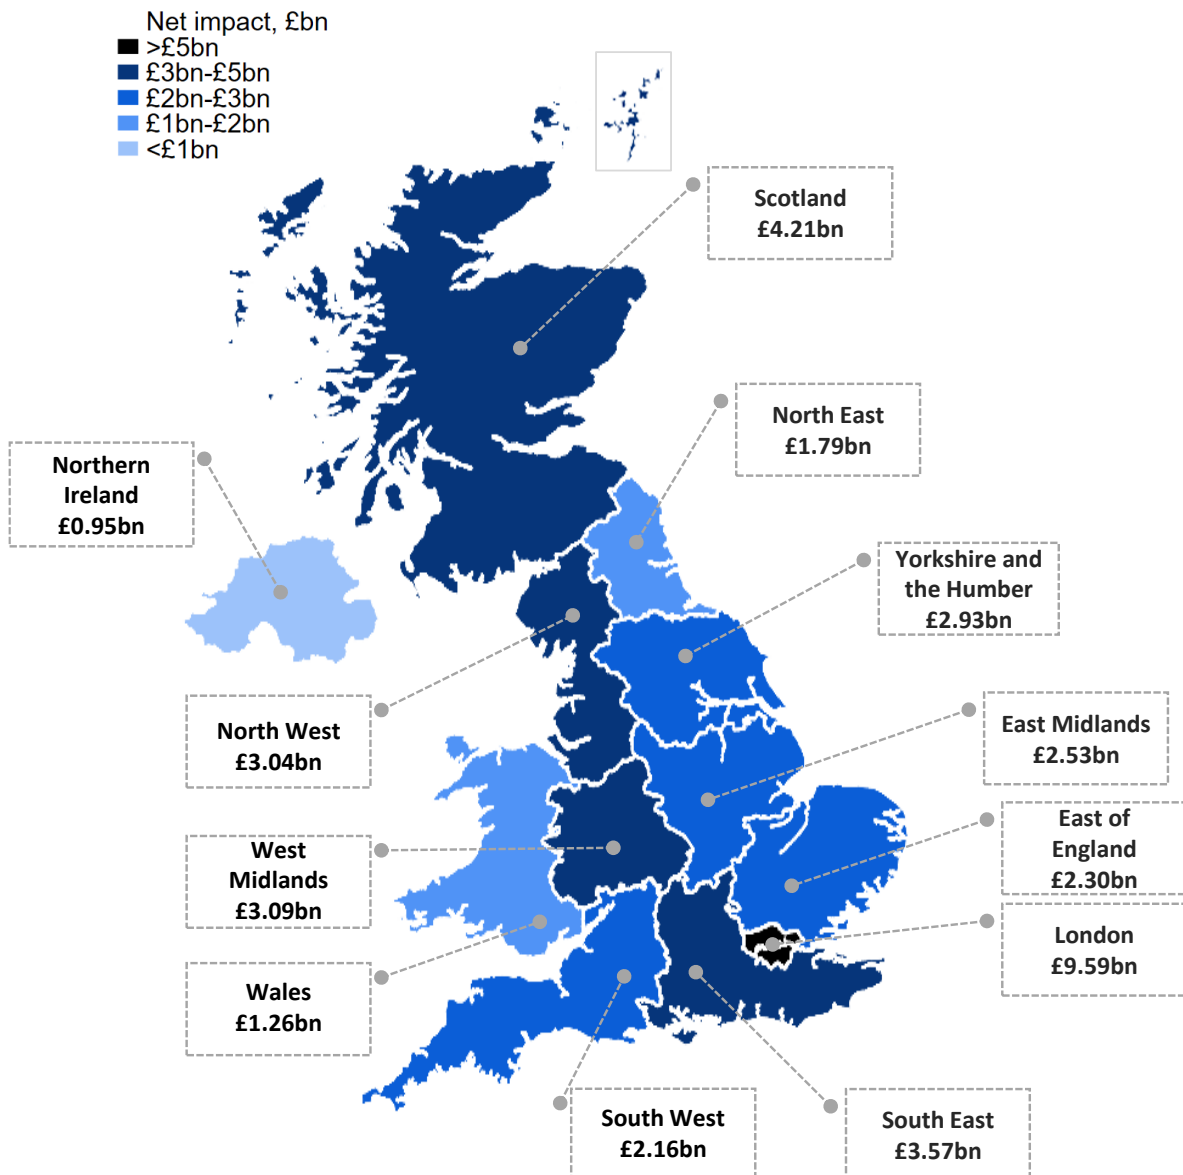 Net impact, £bn
>£5bn
£3bn-£5bn
£2bn-£3bn
£1bn-£2bn
<£1bn
Scotland
£4.21bn
North East
£1.79bn
Northern
Ireland
£0.95bn
Yorkshire and
the Humber
£2.93bn
North West
£3.04bn
East Midlands
£2.53bn
East of
England
£2.30bn
West
Midlands
£3.09bn
London
£9.59bn
Wales
£1.26bn
South West
£2.16bn
South East
£3.57bn